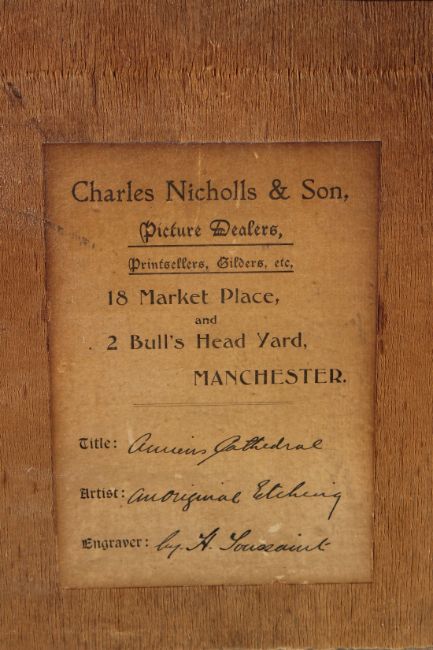 Charles Nicholls & Son,
Picture Dealers,
Printsellers, Gilders, etc,
18 Market Place,
and
2 Bull's Head Yard,
MANCHESTER.
Title: Amiens Cathedral
Artist: an Original Etching
Engraver: by H. Toussaint